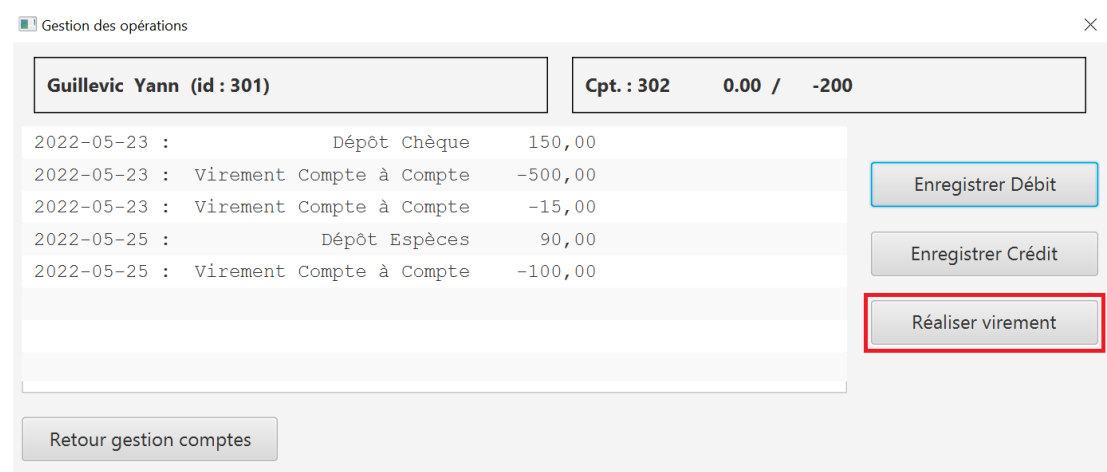 Gestion des opérations
Guillevic Yann (id : 301)
Cpt. : 302 0.00 / -200
2022-05-23 : Dépôt Chèque 150,00
2022-05-23 : Virement Compte à Compte -500,00
2022-05-23 : Virement Compte à Compte -15,00
2022-05-25 : Dépôt Espèces 90,00
2022-05-25 : Virement Compte à Compte -100,00
Enregistrer Débit
Enregistrer Crédit
Réaliser virement
Retour gestion comptes